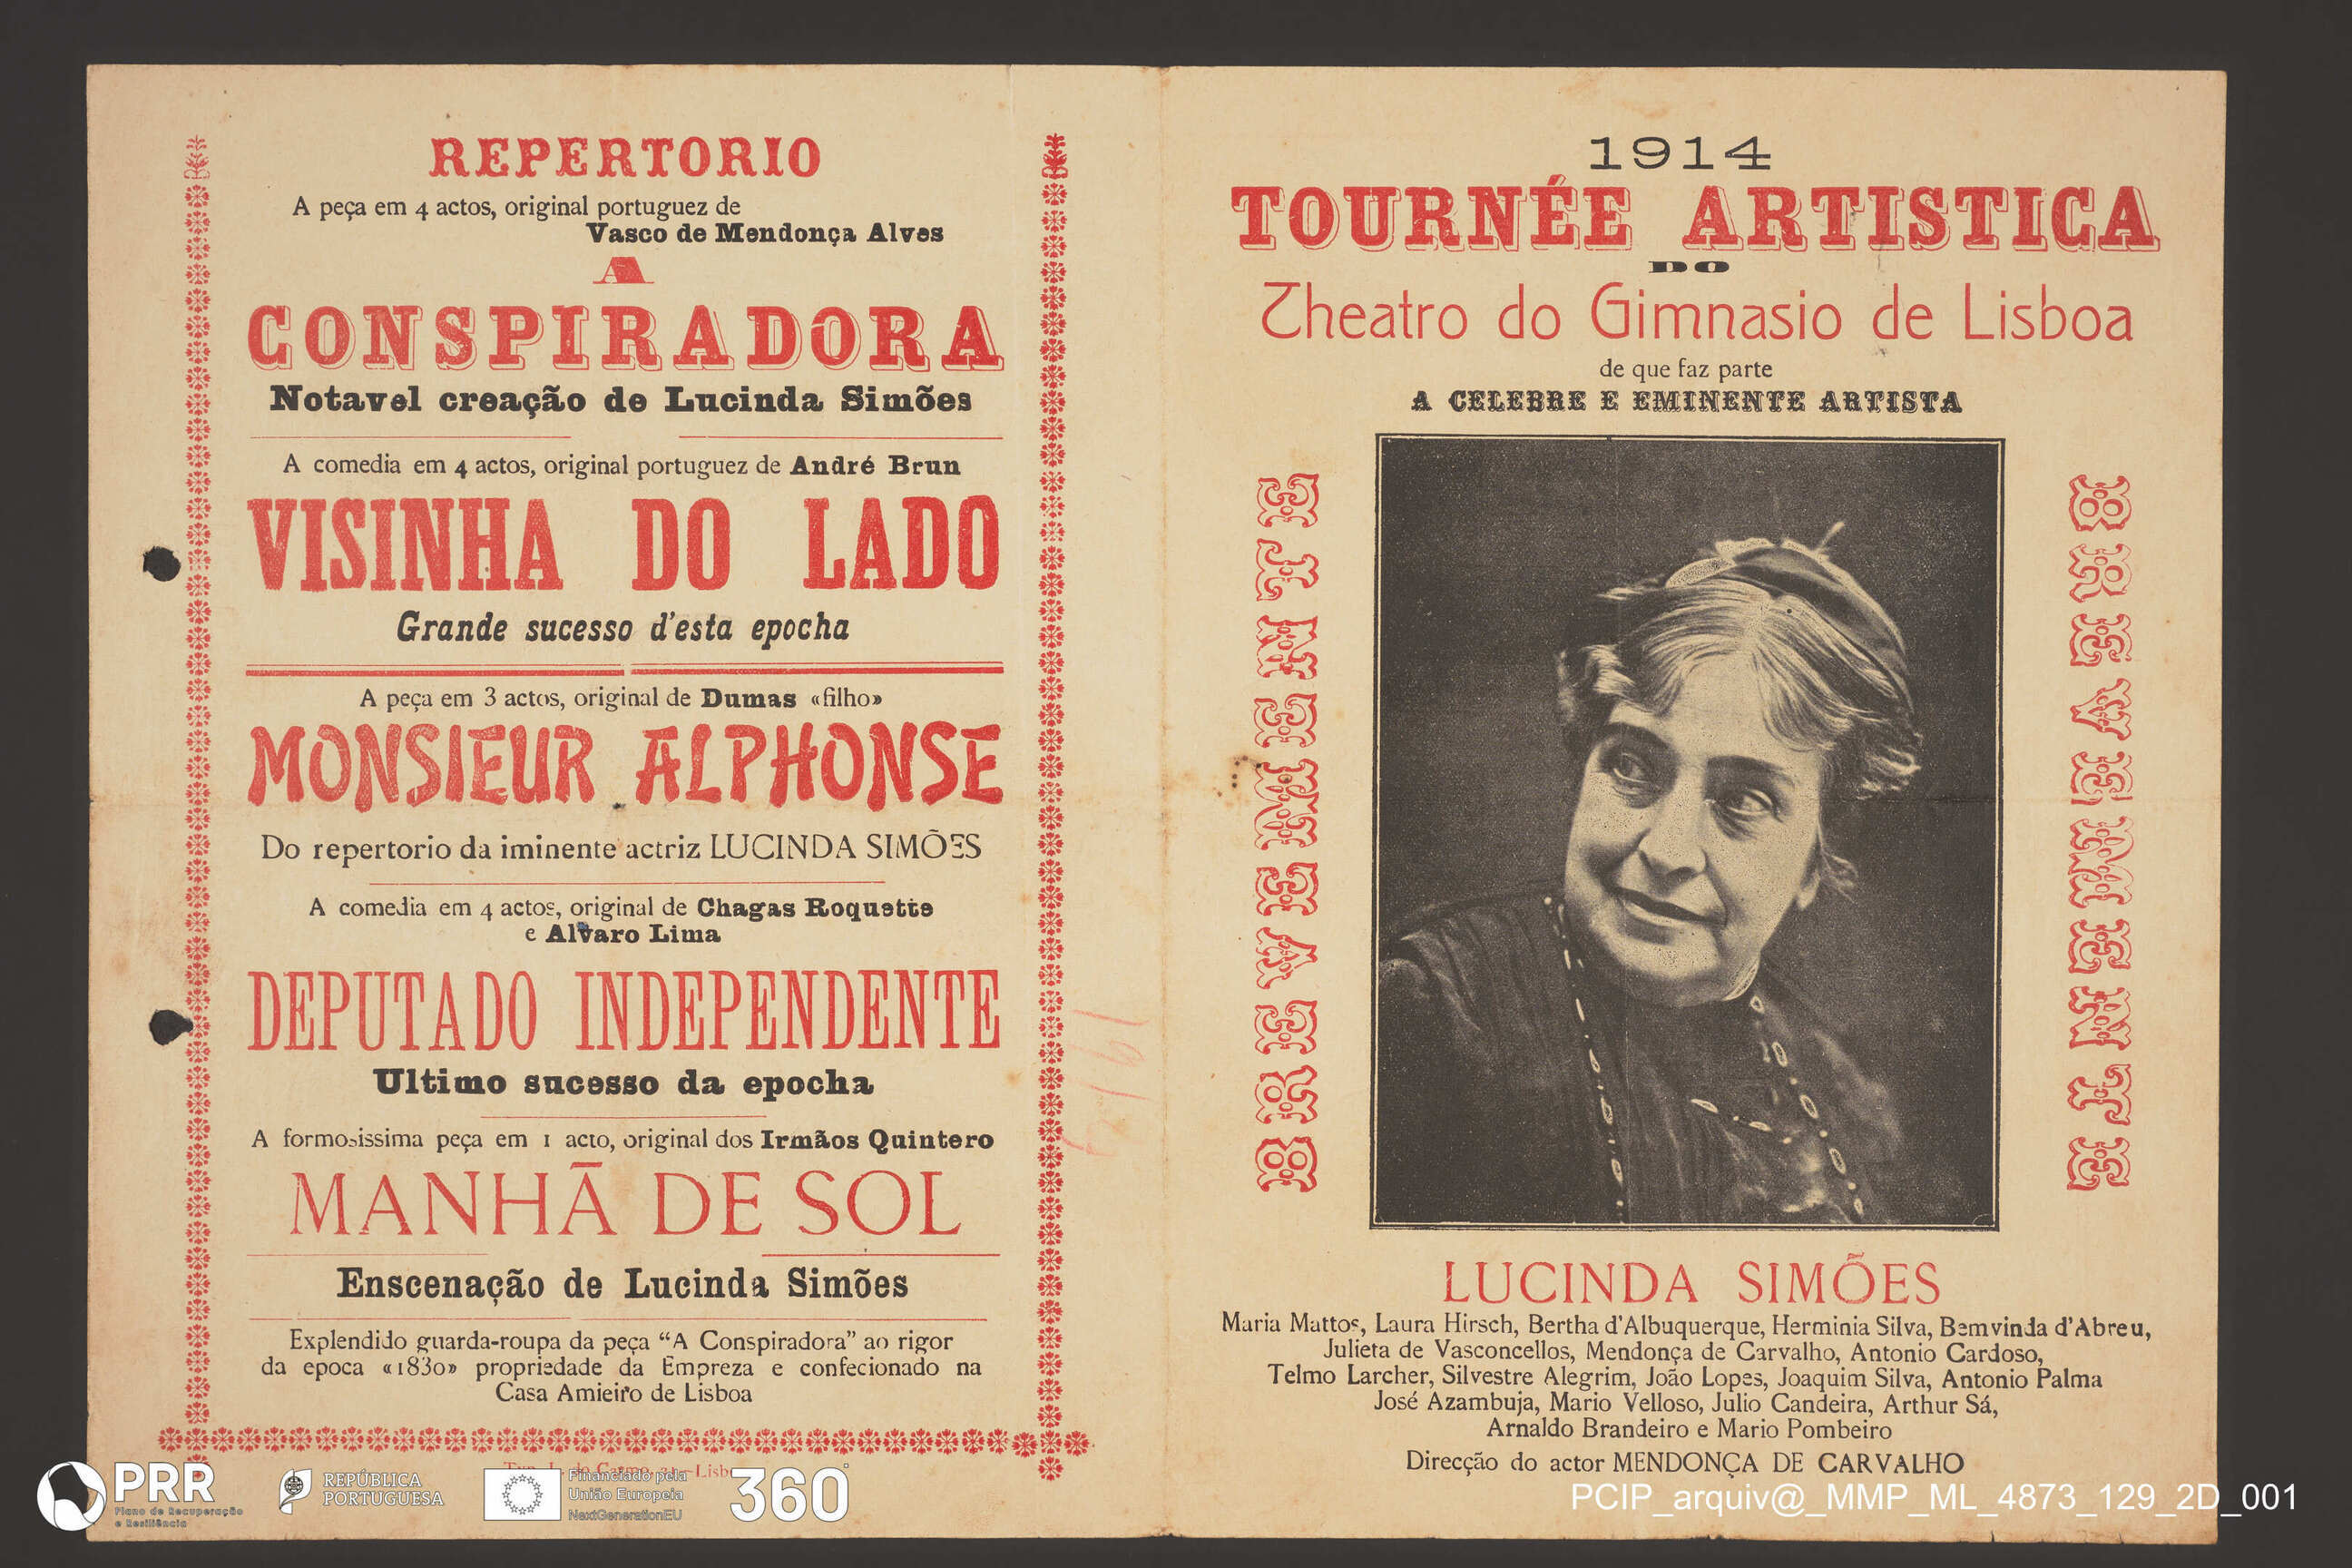 REPERTORIO
A peça em 4 actos, original portuguez de
Vasco de Mendonça Alves
A
CONSPIRADORA
Notavel creação de Lucinda Simões
A comedia em 4 actos, original portuguez de André Brun
VISINHA DO LADO
Grande sucesso d'esta epocha
A peça em 3 actos, original de Dumas «filho»
MONSIEUR ALPHONSE
Do repertorio da iminente actriz LUCINDA SIMÕES
A comedia em 4 actos, original de Chagas Roquette
e Alvaro Lima
DEPUTADO INDEPENDENTE
Ultimo sucesso da epocha
A formosissima peça em 1 acto, original dos Irmãos Quintero
MANHÃ DE SOL
Enscenação de Lucinda Simões
Explendido guarda-roupa da peça “A Conspiradora” ao rigor
da epoca «1830» propriedade da Empreza e confecionado na
Casa Amieiro de Lisboa
1914
TOURNÉE ARTISTICA
DO
Theatro do Gimnasio de Lisboa
de que faz parte
A CELEBRE E EMINENTE ARTISTA
BREVEMENTE
BREVEMENTE
LUCINDA SIMÕES
Maria Mattos, Laura Hirsch, Bertha d'Albuquerque, Herminia Silva, Bemvinda d'Abreu,
Julieta de Vasconcellos, Mendonça de Carvalho, Antonio Cardoso,
Telmo Larcher, Silvestre Alegrim, João Lopes, Joaquim Silva, Antonio Palma
José Azambuja, Mario Velloso, Julio Candeira, Arthur Sá,
Arnaldo Brandeiro e Mario Pombeiro
Direcção do actor MENDONÇA DE CARVALHO
PRR
Plano de Recuperação
e Resiliência
REPÚBLICA
PORTUGUESA
Financiado pela
União Europeia
NextGenerationEU
360°
PCIP_arquiv@_MMP_ML_4873_129_2D_001